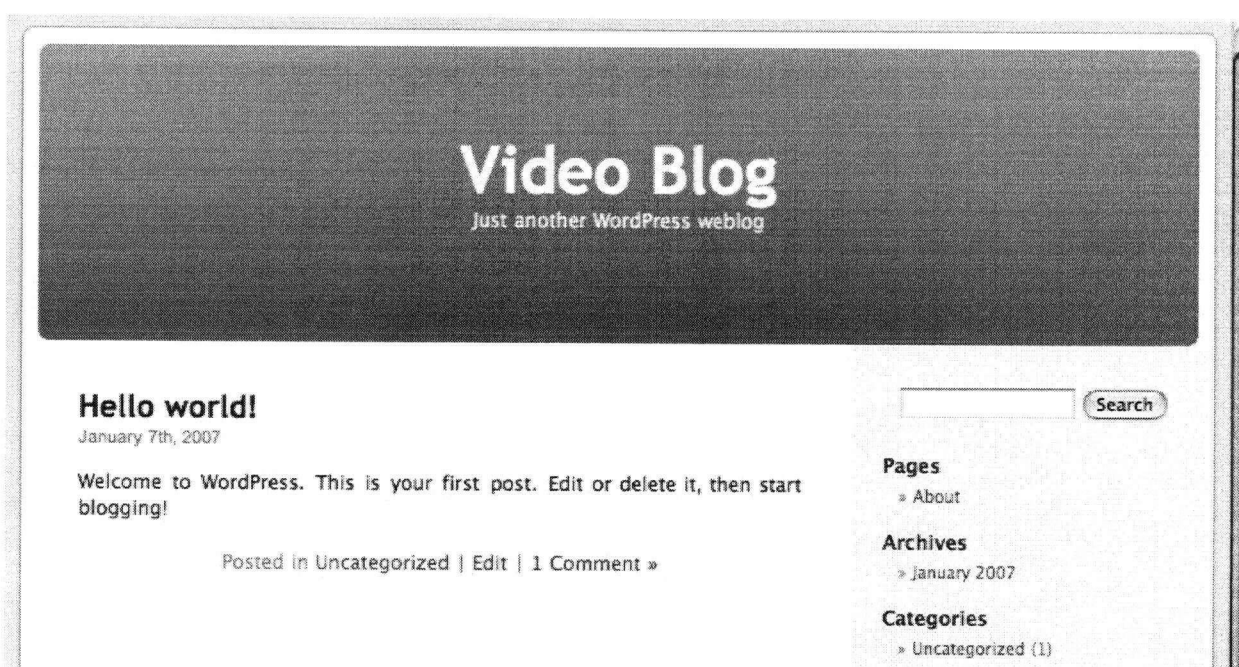 Video Blog
Just another WordPress weblog
Hello world!
January 7th, 2007
Welcome to WordPress. This is your first post. Edit or delete it, then start
blogging!
Posted in Uncategorized | Edit | 1 Comment »
Search
Pages
» About
Archives
» January 2007
Categories
» Uncategorized (1)